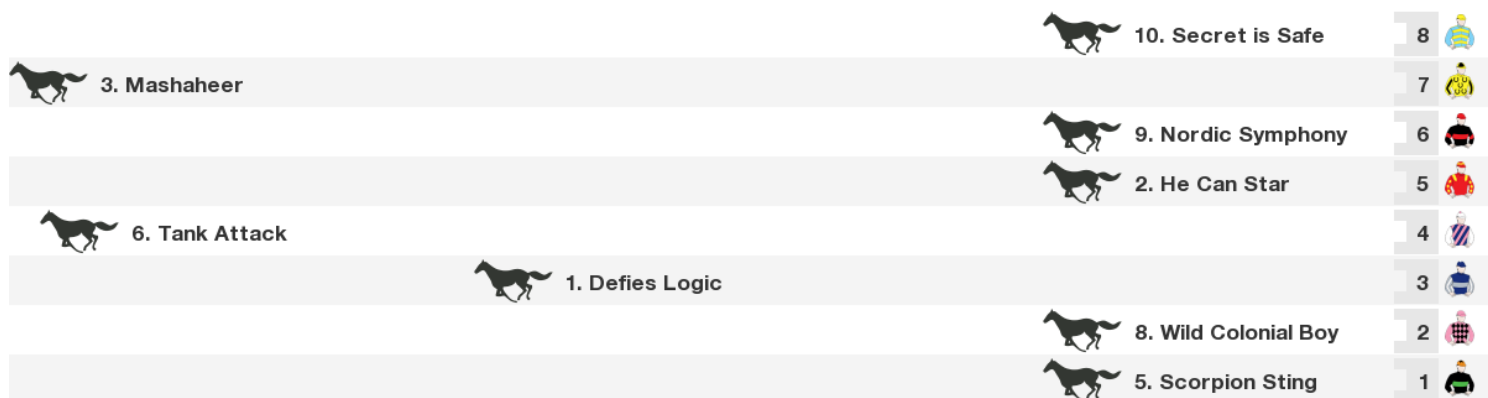 10. Secret is Safe 8
3. Mashaheer 7
9. Nordic Symphony 6
2. He Can Star 5
6. Tank Attack 4
1. Defies Logic 3
8. Wild Colonial Boy 2
5. Scorpion Sting 1